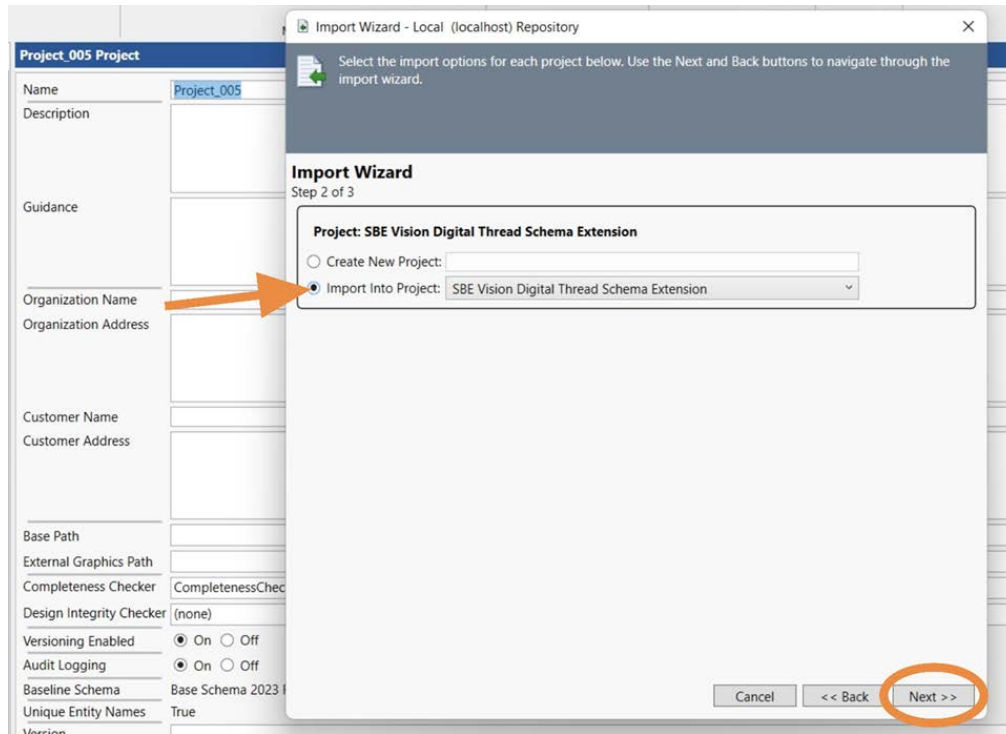 Import Wizard - Local (localhost) Repository
Select the import options for each project below. Use the Next and Back buttons to navigate through the
import wizard.
Import Wizard
Step 2 of 3
Project: SBE Vision Digital Thread Schema Extension
Create New Project:
Import Into Project: SBE Vision Digital Thread Schema Extension
Cancel << Back Next >>
Project_005 Project
Name Project_005
Description
Guidance
Organization Name
Organization Address
Customer Name
Customer Address
Base Path
External Graphics Path
Completeness Checker CompletenessChec
Design Integrity Checker (none)
Versioning Enabled On Off
Audit Logging On Off
Baseline Schema Base Schema 2023
Unique Entity Names True
Version